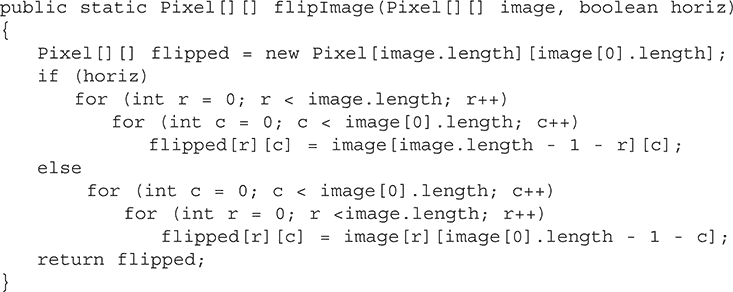 public static Pixel[][] flipImage(Pixel[][] image, boolean horiz)
{
   Pixel[][] flipped = new Pixel[image.length][image[0].length];
   if (horiz)
      for (int r = 0; r < image.length; r++)
         for (int c = 0; c < image[0].length; c++)
            flipped[r][c] = image[image.length - 1 - r][c];
   else
       for (int c = 0; c < image[0].length; c++)
          for (int r = 0; r <image.length; r++)
             flipped[r][c] = image[r][image[0].length - 1 - c];
   return flipped;
}